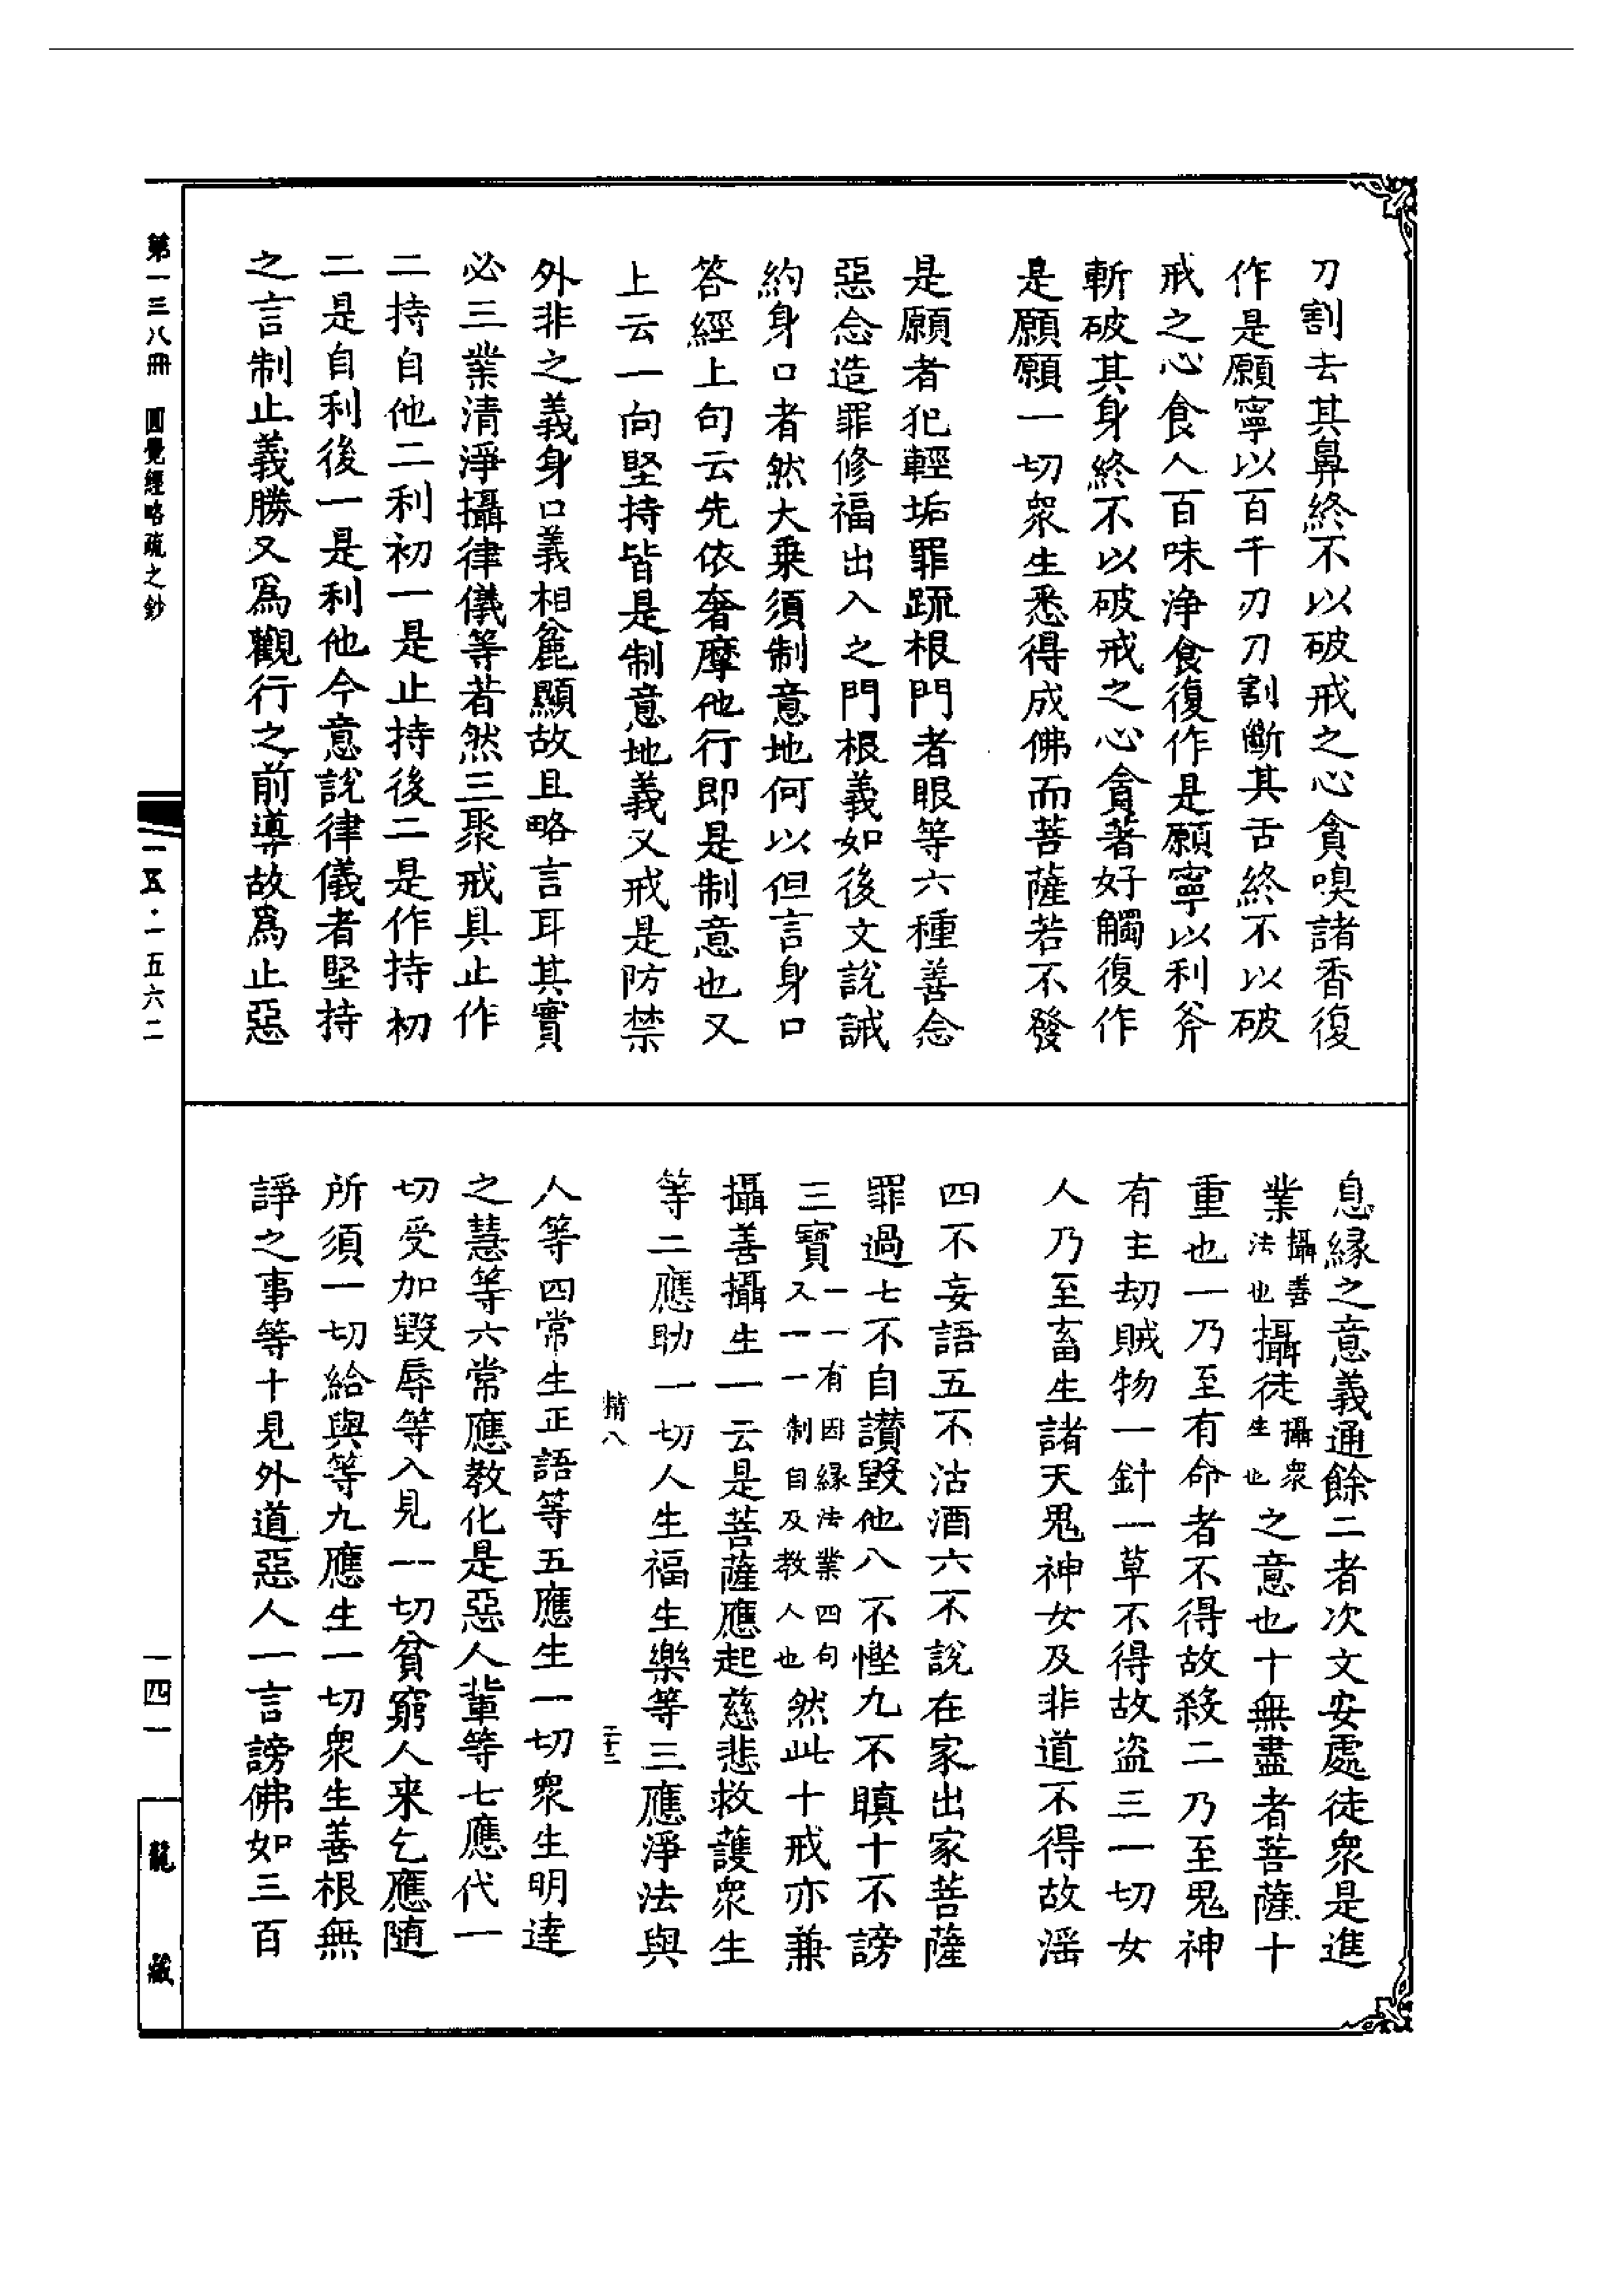 刀割去其鼻終不以破戒之心貪嗅諸香復
作是願寧以百千刃刀割斷其舌終不以破
戒之心食人百味淨食復作是願寧以利斧
斬破其身終不以破戒之心貪著好觸復作
是願願一切衆生悉得成佛而菩薩若不發
是願者犯輕垢罪䟽根門者眼等六種善念
惡念造罪修福出入之門根義如後文說誡
約身口者然大乗須制意地何以但言身口
答經上句云先依奢摩他行即是制意也又
上云一向堅持皆是制意地義又戒是防禁
外非之義身口義相麄顯故且略言耳其實
必三業清淨攝律儀等者然三聚戒具止作
二持自他二利初一是止持後二是作持初
二是自利後一是利他今意說律儀者堅持
之言制止義勝又爲觀行之前導故爲止惡
息縁之意義通餘二者次文安處徒衆是進
業攝善法也攝徒攝衆生也之意也十無盡者菩薩十
重也一乃至有命者不得故殺二乃至鬼神
有主劫賊物一針一草不得故盗三一切女
人乃至畜生諸天鬼神女及非道不得故滛
四不妄語五不沽酒六不說在家出家菩薩
罪過七不自讃毀他八不慳九不瞋十不謗
三寶一一有因縁法業四句又一一制自及教人也然此十戒亦兼
攝善攝生一云是菩薩應起慈悲救護衆生
等二應助一切人生福生樂等三應淨法與
精八 二十二
人等四常生正語等五應生一切衆生明達
之慧等六常應教化是惡人輩等七應代一
切受加毀辱等八見一切貧窮人来乞應随
所須一切給與等九應生一切衆生善根無
諍之事等十見外道惡人一言謗佛如三百
第一三八冊 圓覺經略疏之鈔
一五·一五六二
一四一
龍藏